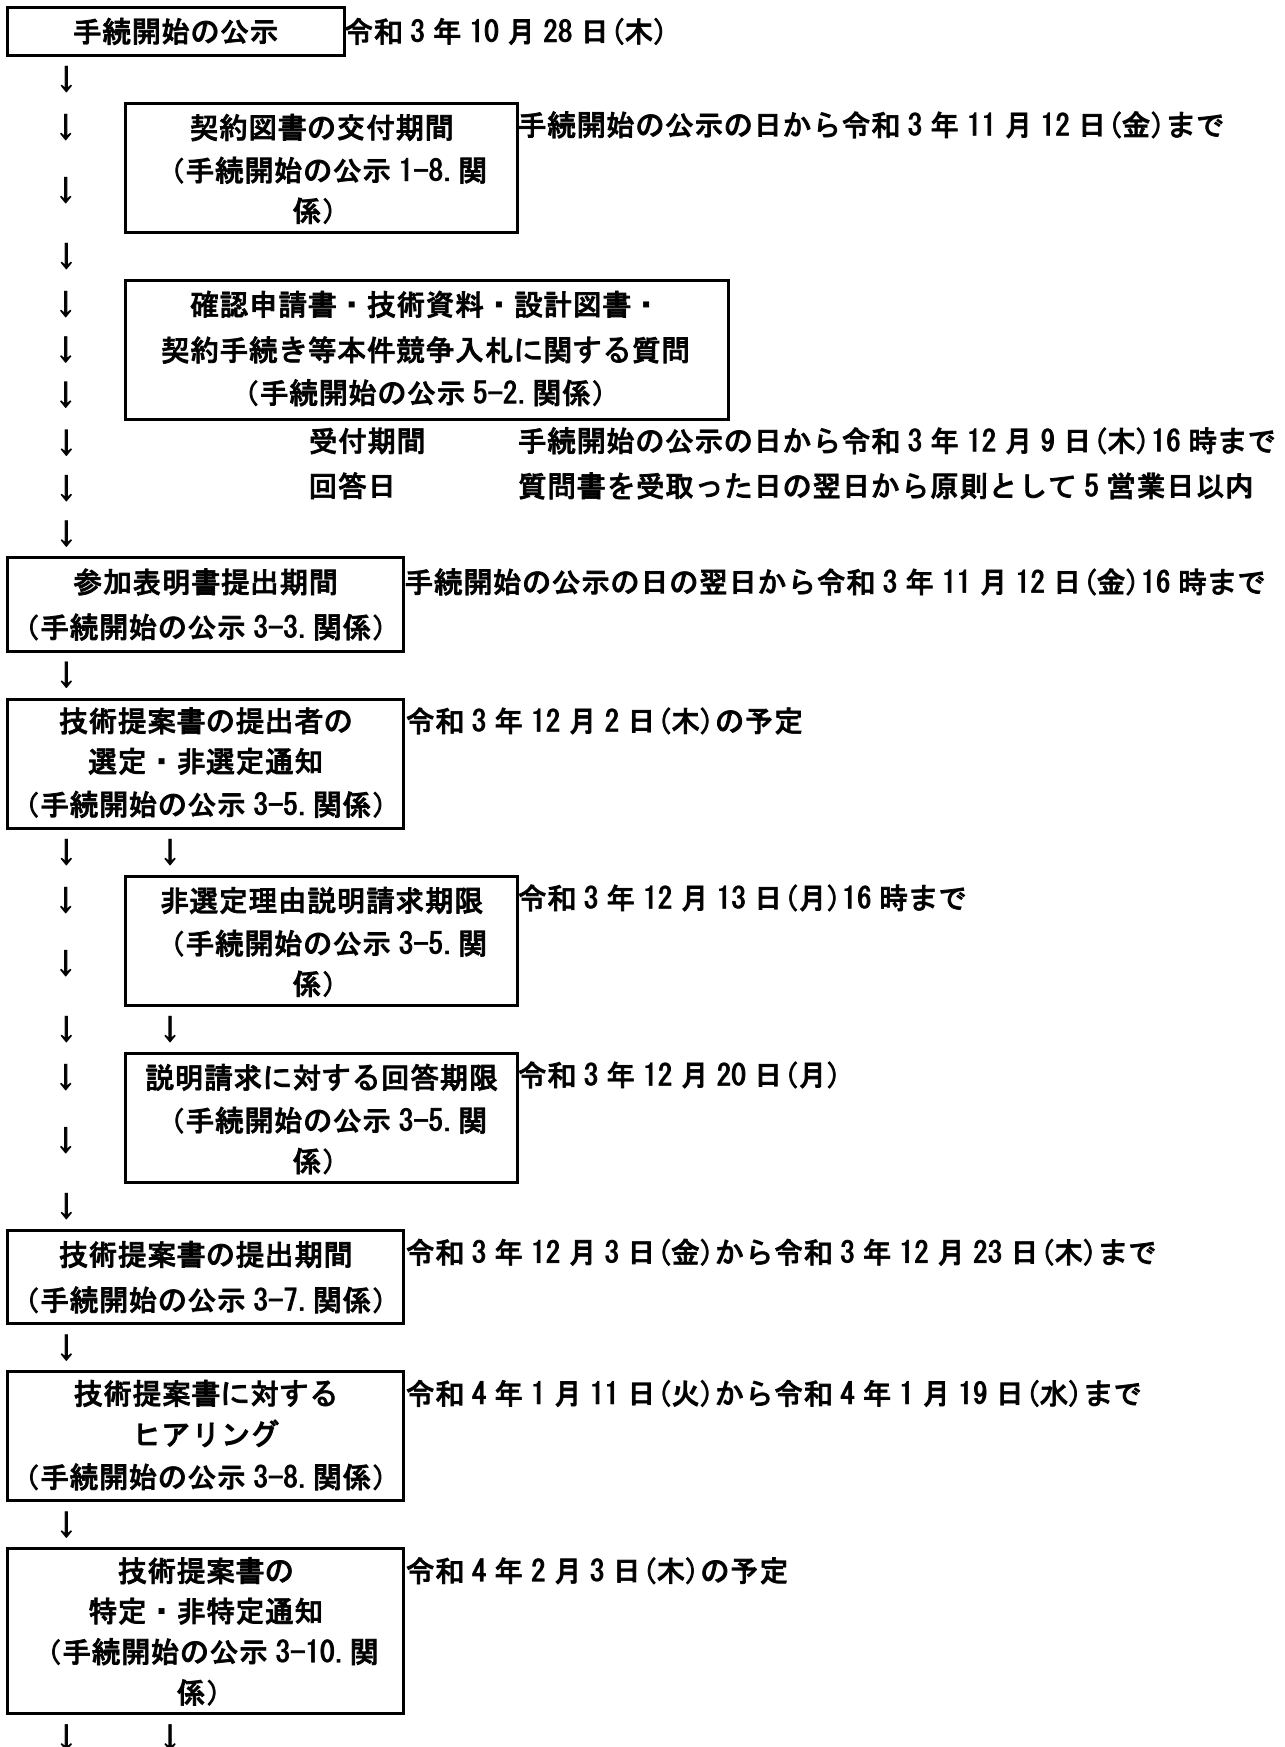 手続開始の公示 令和3年10月28日(木)
↓
↓ 契約図書の交付期間 手続開始の公示の日から令和3年11月12日(金)まで
(手続開始の公示1-8.関
↓
係)
↓
↓ 確認申請書・技術資料・設計図書・
↓ 契約手続き等本件競争入札に関する質問
↓ (手続開始の公示5-2.関係)
↓ 受付期間 手続開始の公示の日から令和3年12月9日(木)16時まで
↓ 回答日 質問書を受取った日の翌日から原則として5営業日以内
↓
参加表明書提出期間 手続開始の公示の日の翌日から令和3年11月12日(金)16時まで
(手続開始の公示3-3.関係)
↓
技術提案書の提出者の 令和3年12月2日(木)の予定
選定・非選定通知
(手続開始の公示3-5.関係)
↓ ↓
↓ 非選定理由説明請求期限 令和3年12月13日(月)16時まで
(手続開始の公示3-5.関
↓
係)
↓ ↓
↓ 説明請求に対する回答期限 令和3年12月20日(月)
(手続開始の公示3-5.関
↓
係)
↓
技術提案書の提出期間 令和3年12月3日(金)から令和3年12月23日(木)まで
(手続開始の公示3-7.関係)
↓
技術提案書に対する 令和4年1月11日(火)から令和4年1月19日(水)まで
ヒアリング
(手続開始の公示3-8.関係)
↓
技術提案書の 令和4年2月3日(木)の予定
特定・非特定通知
(手続開始の公示3-10.関
係)
↓ ↓